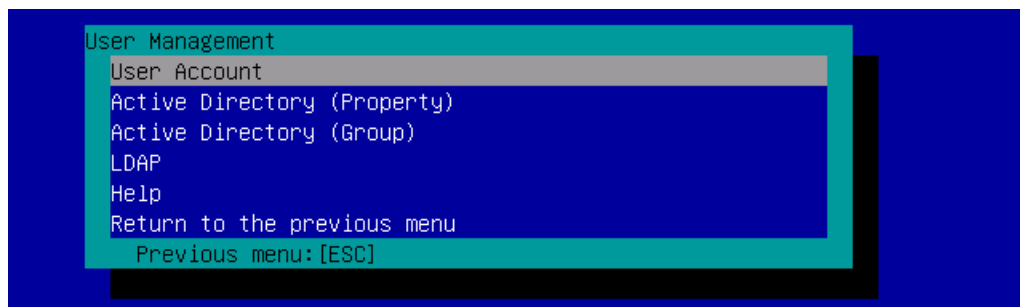 User Management
User Account
Active Directory (Property)
Active Directory (Group)
LDAP
Help
Return to the previous menu
Previous menu:[ESC]